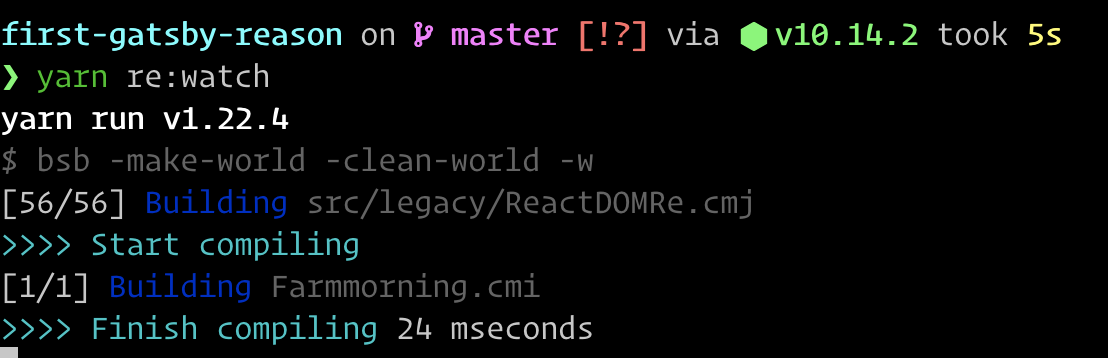 first-gatsby-reason on master [!?] via v10.14.2 took 5s
❯ yarn re:watch
yarn run v1.22.4
$ bsb -make-world -clean-world -w
[56/56] Building src/legacy/ReactDOMRe.cmj
>>>> Start compiling
[1/1] Building Farmmorning.cmi
>>>> Finish compiling 24 mseconds